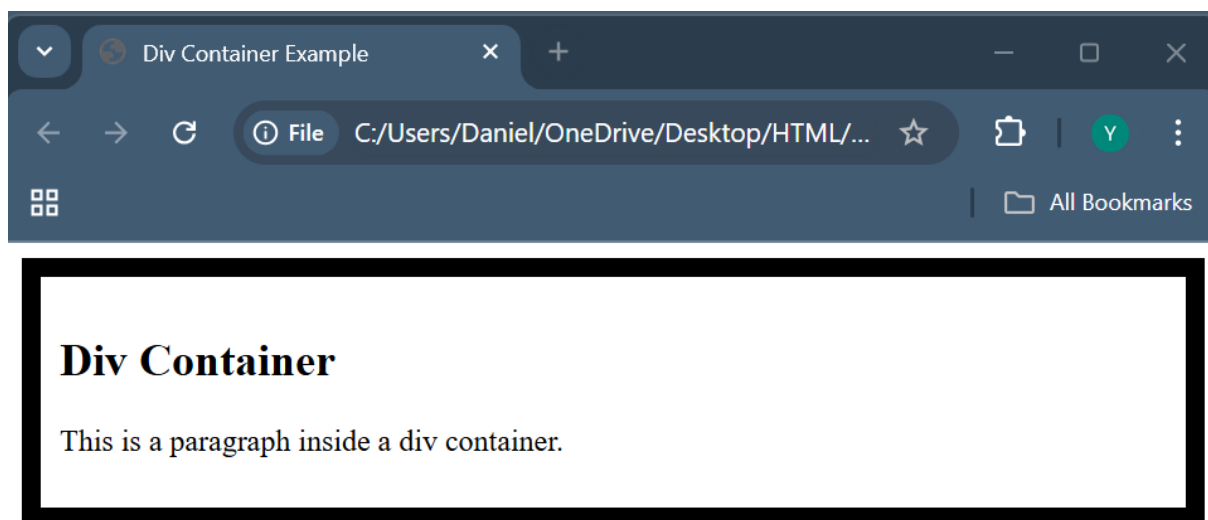 Div Container Example
File C:/Users/Daniel/OneDrive/Desktop/HTML/... Y
All Bookmarks
Div Container
This is a paragraph inside a div container.